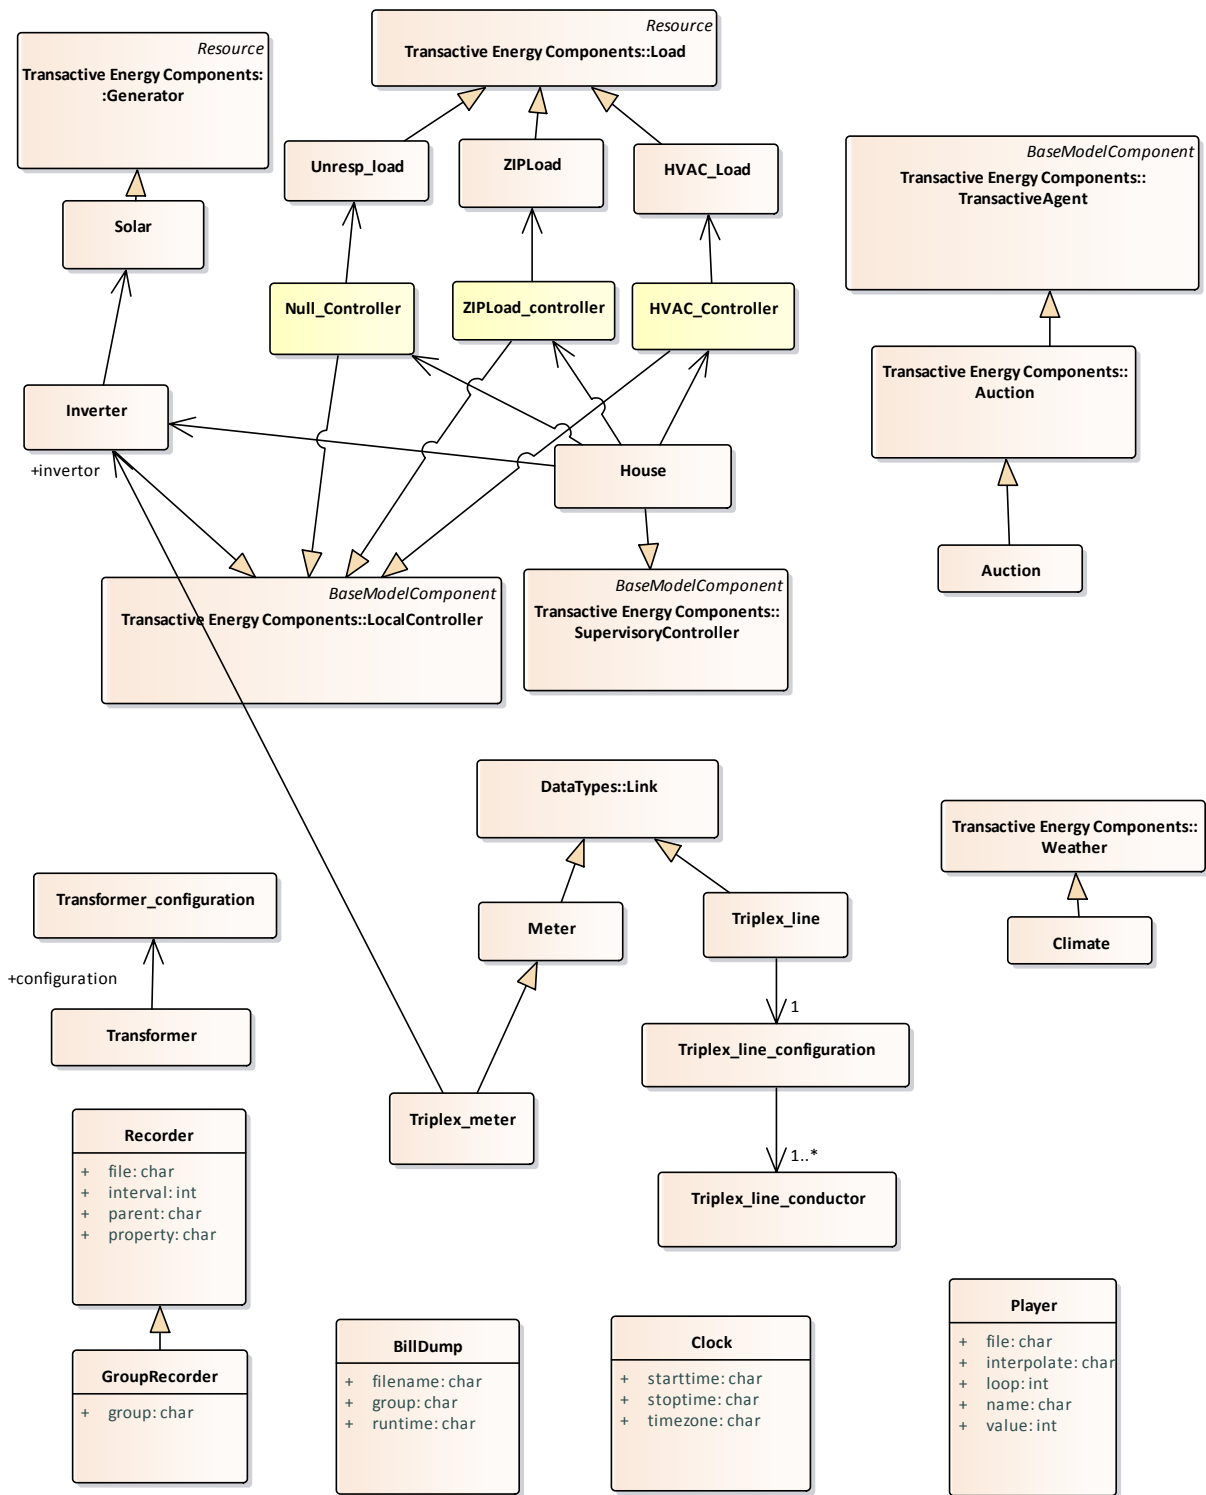 Resource
Transactive Energy Components:
:Generator
Resource
Transactive Energy Components::Load
Unresp_load
ZIPLoad
HVAC_Load
BaseModelComponent
Transactive Energy Components::
TransactiveAgent
Solar
Null_Controller
ZIPLoad_controller
HVAC_Controller
Transactive Energy Components::
Auction
Inverter
+invertor
House
Auction
BaseModelComponent
Transactive Energy Components::LocalController
BaseModelComponent
Transactive Energy Components::
SupervisoryController
DataTypes::Link
Transactive Energy Components::
Weather
Transformer_configuration
Meter
Triplex_line
Climate
+configuration
1
Transformer
Triplex_line_configuration
Triplex_meter
1..*
Triplex_line_conductor
Recorder
+ file: char
+ interval: int
+ parent: char
+ property: char
GroupRecorder
+ group: char
BillDump
+ filename: char
+ group: char
+ runtime: char
Clock
+ starttime: char
+ stoptime: char
+ timezone: char
Player
+ file: char
+ interpolate: char
+ loop: int
+ name: char
+ value: int